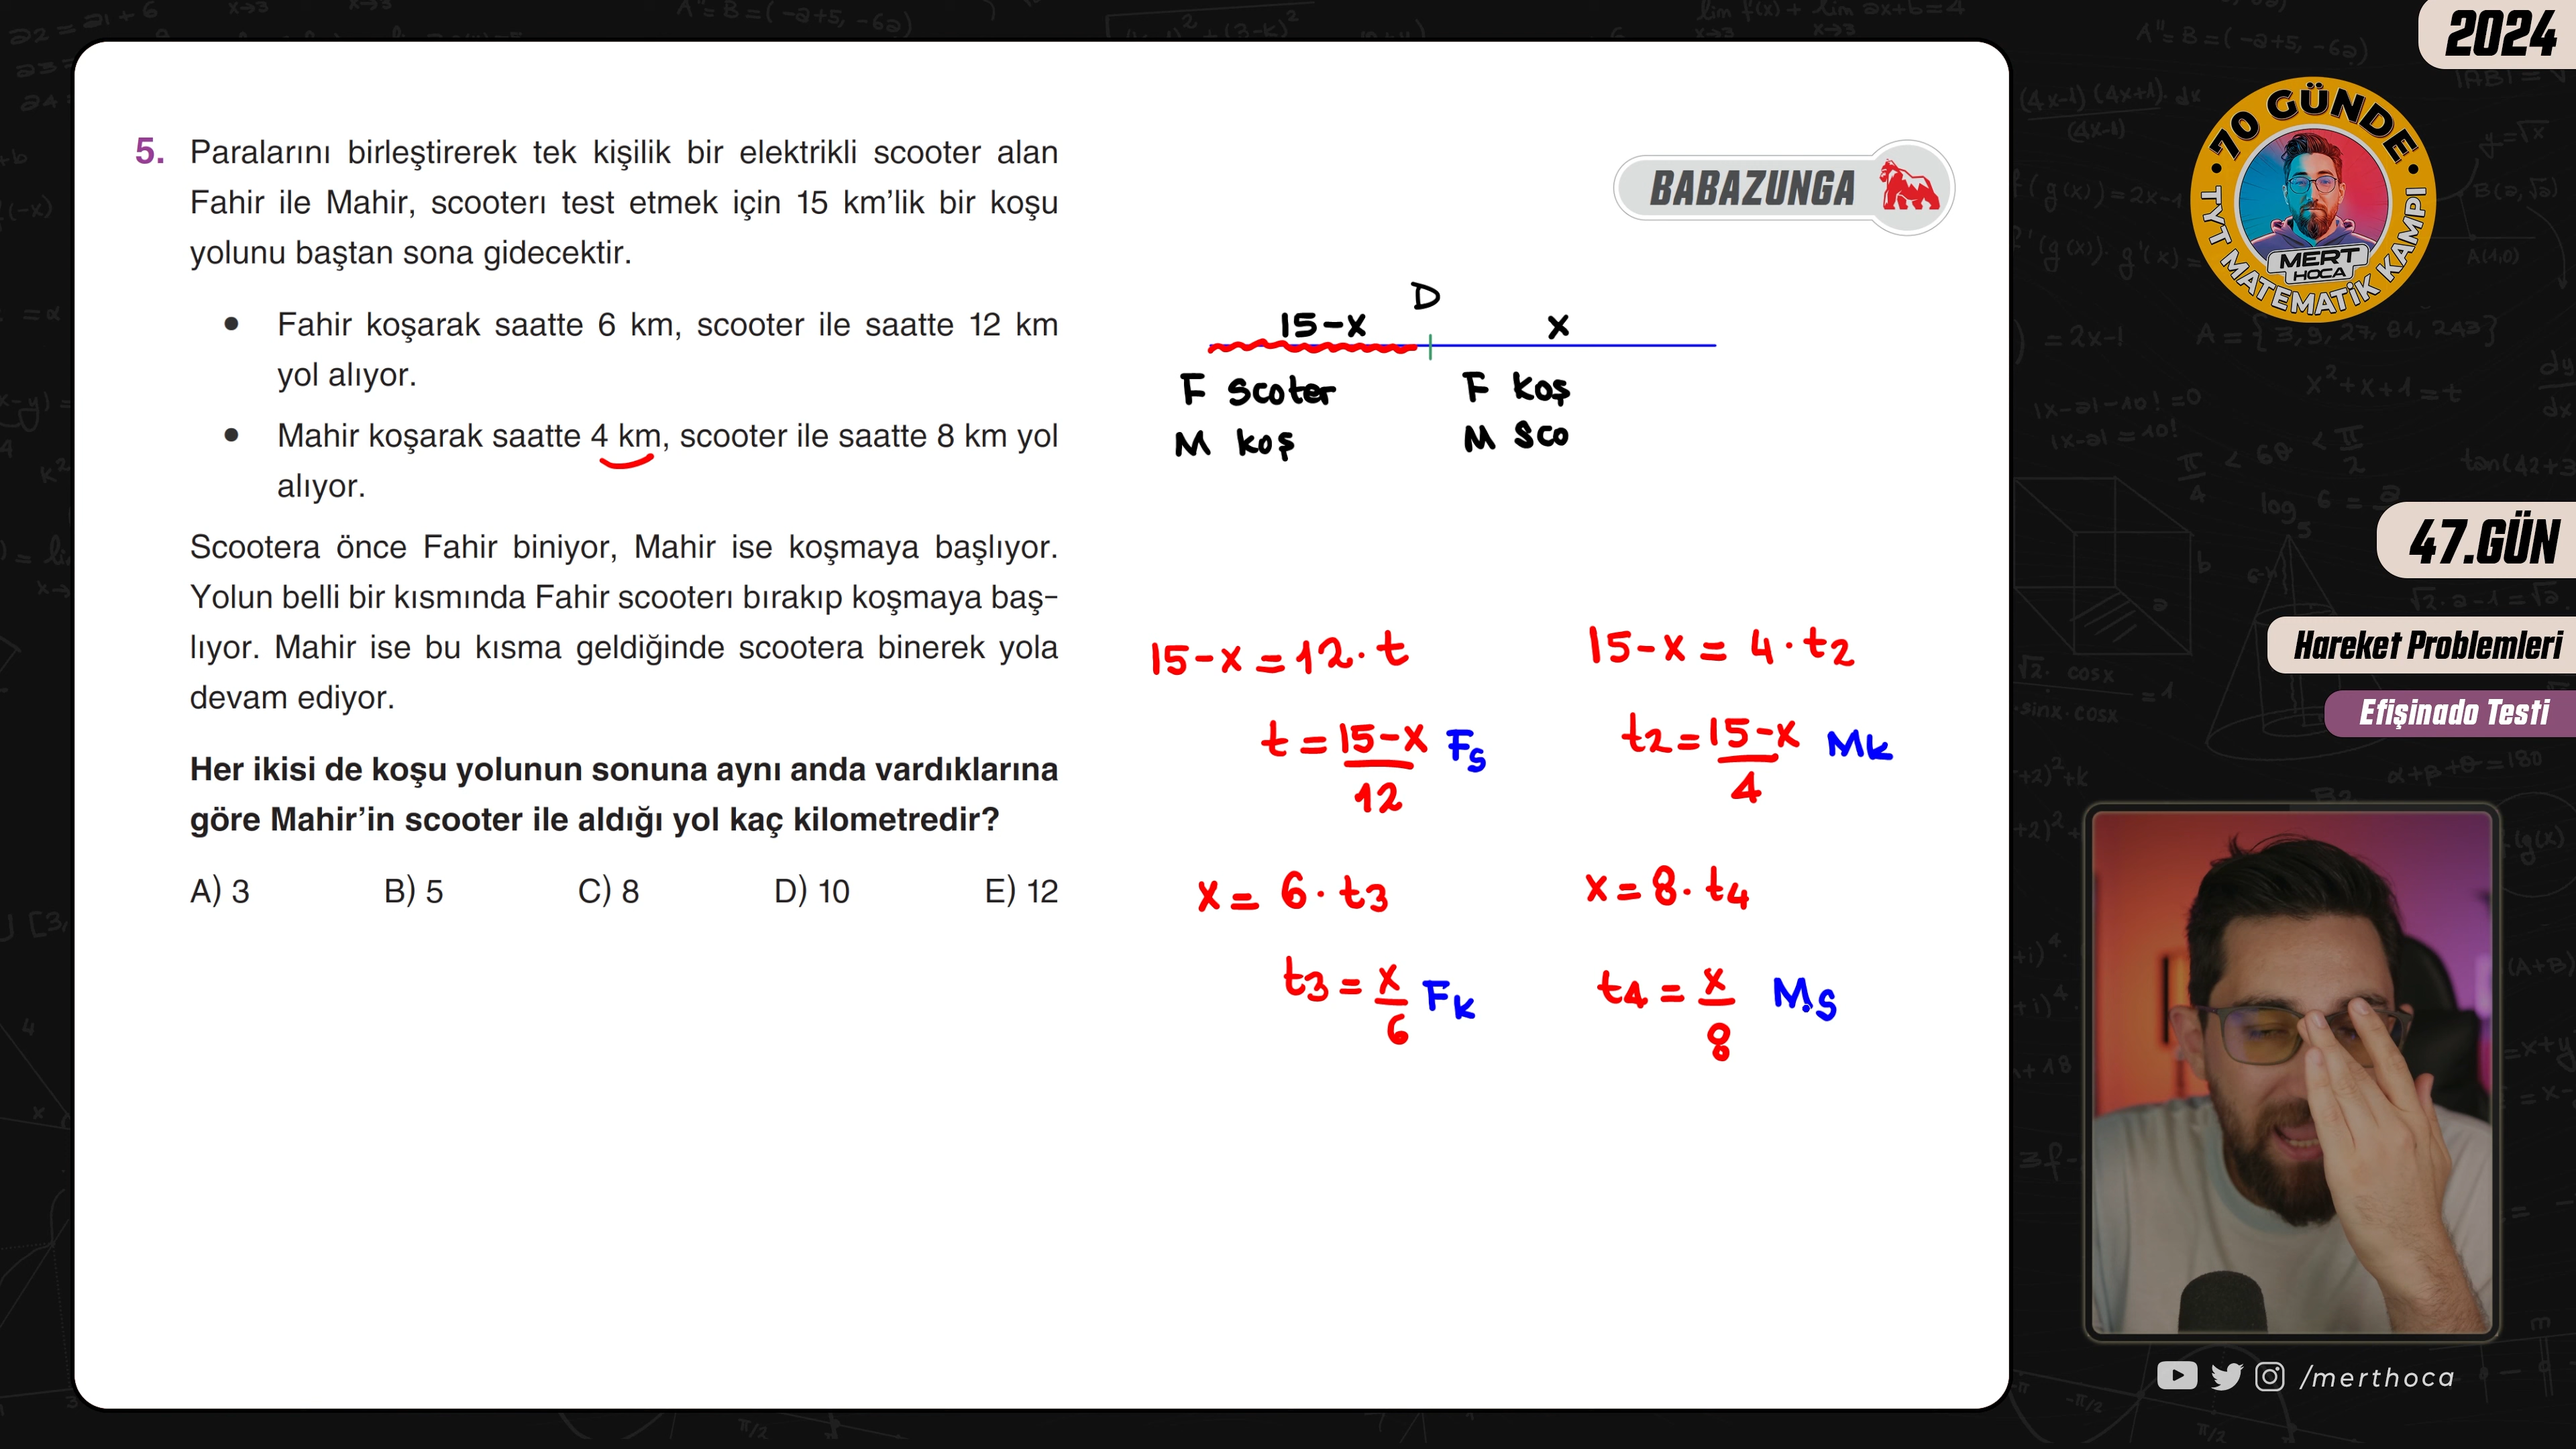 2024
70 GÜNDE
TYT MATEMATİK KAMPI
MERT
HOCA
BABAZUNGA
5. Paralarını birleştirerek tek kişilik bir elektrikli scooter alan
Fahir ile Mahir, scooterı test etmek için 15 km’lik bir koşu
yolunu baştan sona gidecektir.
• Fahir koşarak saatte 6 km, scooter ile saatte 12 km
yol alıyor.
• Mahir koşarak saatte 4 km, scooter ile saatte 8 km yol
alıyor.
Scootera önce Fahir biniyor, Mahir ise koşmaya başlıyor.
Yolun belli bir kısmında Fahir scooterı bırakıp koşmaya baş-
lıyor. Mahir ise bu kısma geldiğinde scootera binerek yola
devam ediyor.
Her ikisi de koşu yolunun sonuna aynı anda vardıklarına
göre Mahir’in scooter ile aldığı yol kaç kilometredir?
A) 3 B) 5 C) 8 D) 10 E) 12
D
15-x x
F scoter F koş
M koş M Sco
15-x = 12·t 15-x = 4·t2
t = 15-x/12 Fs t2 = 15-x/4 Mk
x = 6·t3 x = 8·t4
t3 = x/6 Fk t4 = x/8 Ms
47.GÜN
Hareket Problemleri
Efişinado Testi
/merthoca